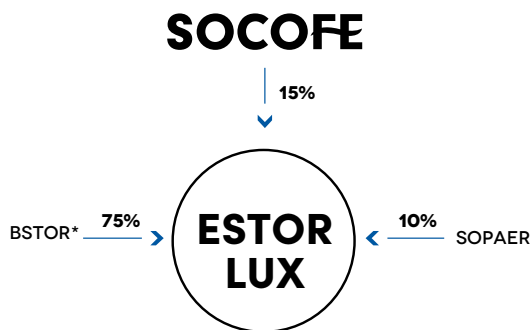 SOCOFE
15%
BSTOR* 75%
ESTOR
LUX
10% SOPAER